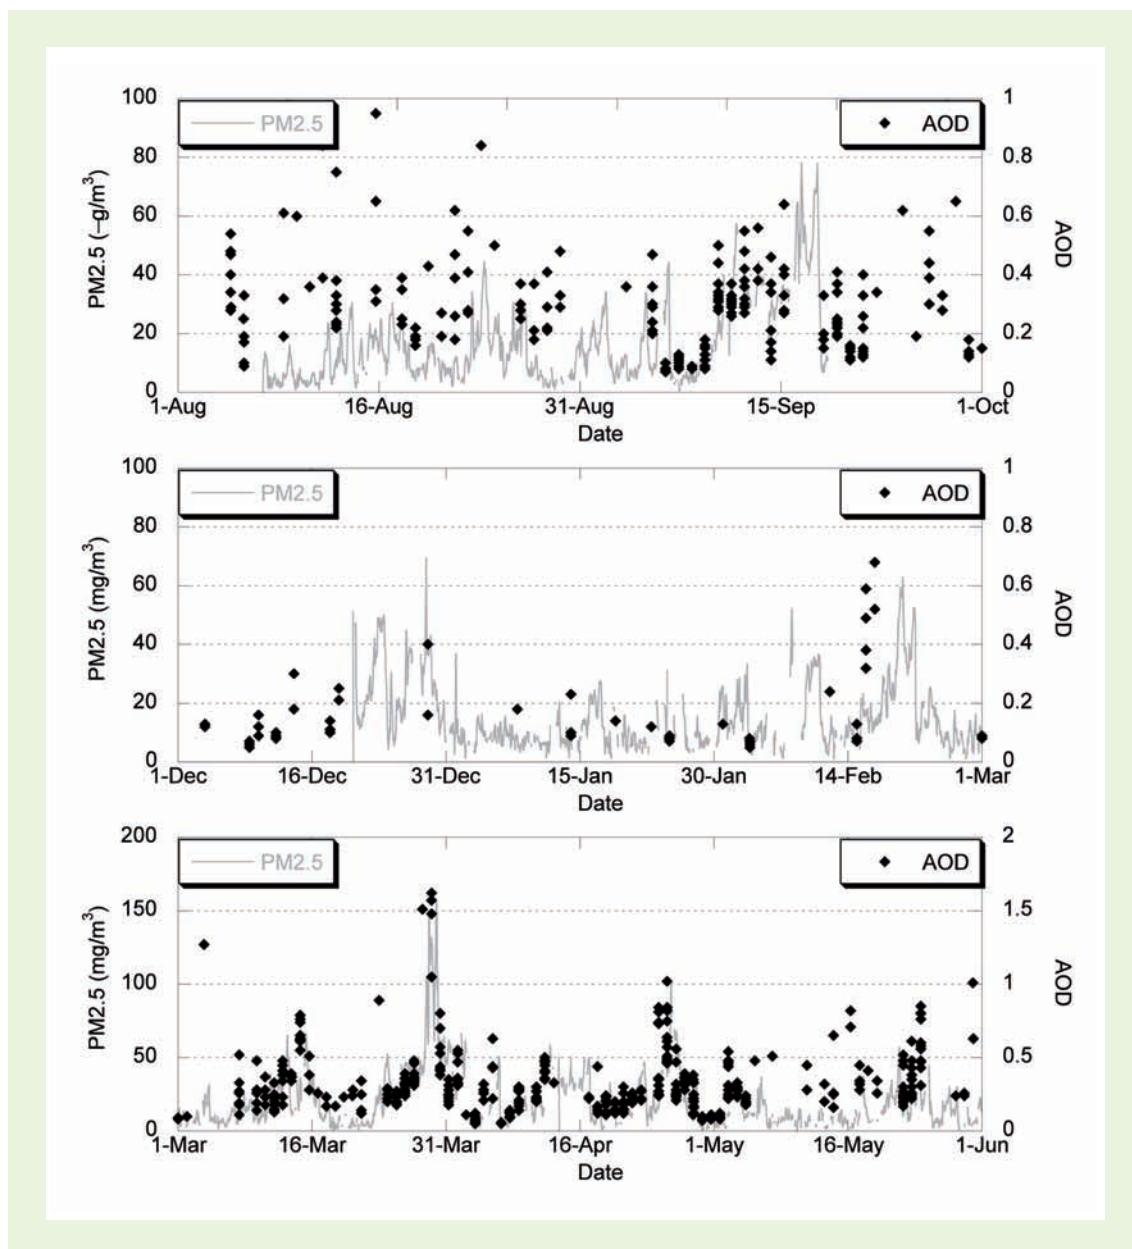 100 1
PM2.5 AOD
80 0.8
60 0.6
PM2.5 (–g/m³) AOD
40 0.4
20 0.2
0 0
1-Aug 16-Aug 31-Aug 15-Sep 1-Oct
Date
100 1
PM2.5 AOD
80 0.8
60 0.6
PM2.5 (mg/m³) AOD
40 0.4
20 0.2
0 0
1-Dec 16-Dec 31-Dec 15-Jan 30-Jan 14-Feb 1-Mar
Date
200 2
PM2.5 AOD
150 1.5
PM2.5 (mg/m³) AOD
100 1
50 0.5
0 0
1-Mar 16-Mar 31-Mar 16-Apr 1-May 16-May 1-Jun
Date